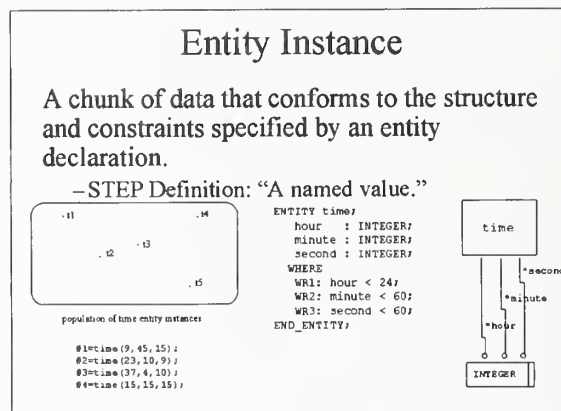 Entity Instance
A chunk of data that conforms to the structure
and constraints specified by an entity
declaration.
–STEP Definition: “A named value.”
. t1
. t4
. t3
. t2
. t5
population of time entity instances
#1=time(9,45,15);
#2=time(23,10,9);
#3=time(37,4,10);
#4=time(15,15,15);
ENTITY time;
hour : INTEGER;
minute : INTEGER;
second : INTEGER;
WHERE
WR1: hour < 24;
WR2: minute < 60;
WR3: second < 60;
END_ENTITY;
time
*second
*minute
*hour
INTEGER